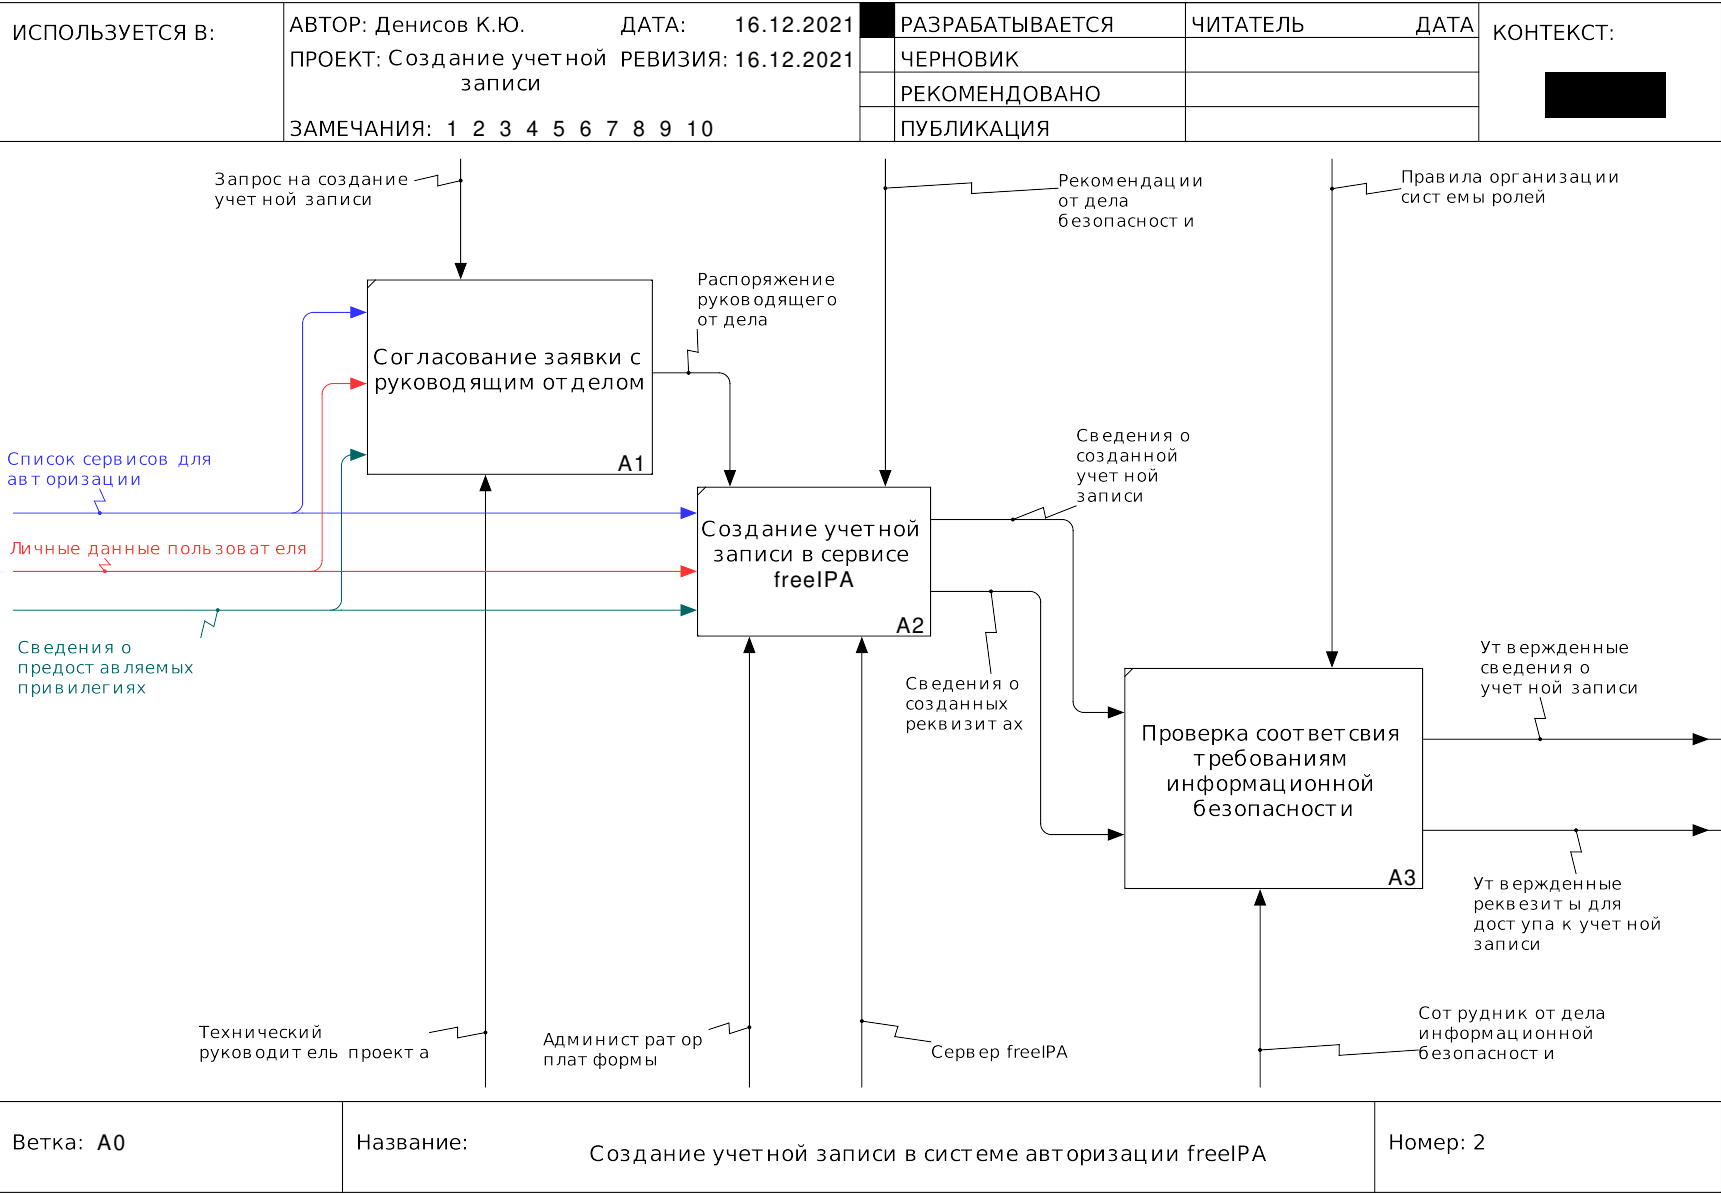 ИСПОЛЬЗУЕТСЯ В:
АВТОР: Денисов К.Ю.
ДАТА: 16.12.2021
ПРОЕКТ: Создание учетной
записи
РЕВИЗИЯ: 16.12.2021
ЗАМЕЧАНИЯ: 1 2 3 4 5 6 7 8 9 10
РАЗРАБАТЫВАЕТСЯ
ЧЕРНОВИК
РЕКОМЕНДОВАНО
ПУБЛИКАЦИЯ
ЧИТАТЕЛЬ ДАТА
КОНТЕКСТ:
Запрос на создание
учетной записи
Рекомендации
отдела
безопасности
Правила организации
системы ролей
Распоряжение
руководящего
отдела
Согласование заявки с
руководящим отделом
A1
Список сервисов для
авторизации
Личные данные пользователя
Сведения о
предоставляемых
привилегиях
Создание учетной
записи в сервисе
freeIPA
A2
Сведения о
созданной
учетной
записи
Сведения о
созданных
реквизитах
Проверка соответсвия
требованиям
информационной
безопасности
A3
Утвержденные
сведения о
учетной записи
Утвержденные
реквезиты для
доступа к учетной
записи
Технический
руководитель проекта
Администратор
платформы
Сервер freeIPA
Сотрудник отдела
информационной
безопасности
Ветка: A0
Название:
Создание учетной записи в системе авторизации freeIPA
Номер: 2